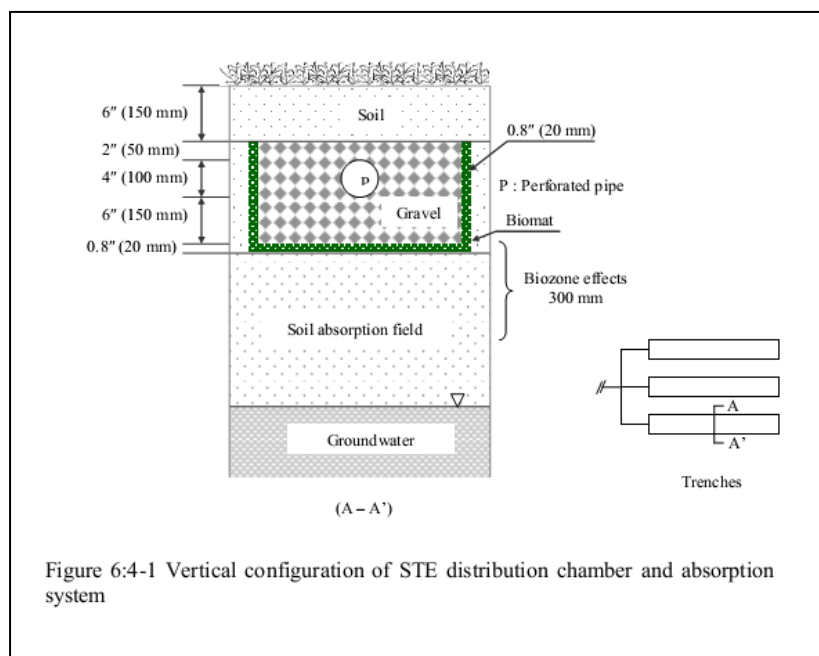 6″ (150 mm)
Soil
2″ (50 mm)
0.8″ (20 mm)
4″ (100 mm)
P
P : Perforated pipe
6″ (150 mm)
Gravel
Biomat
0.8″ (20 mm)
Biozone effects
300 mm
Soil absorption field
A
Groundwater
A’
Trenches
(A – A’)
Figure 6:4-1 Vertical configuration of STE distribution chamber and absorption
system